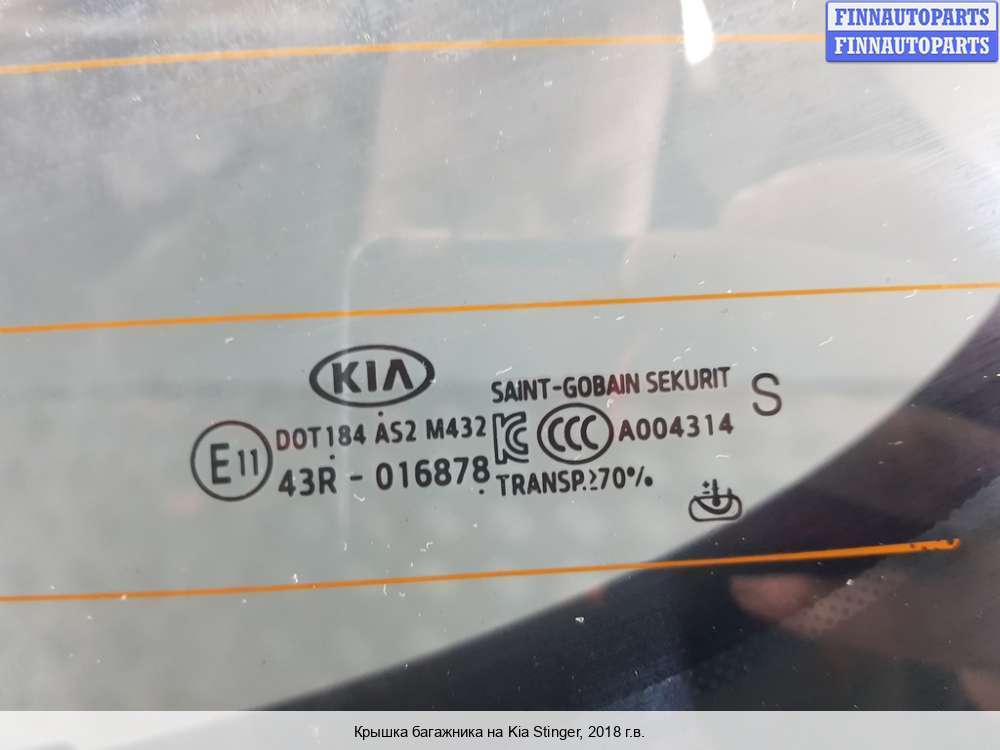 FINNAUTOPARTS
FINNAUTOPARTS
KIA
SAINT-GOBAIN SEKURIT S
E11 DOT184 AS2 M432 KC CCC A004314
43R - 016878 TRANSP.≥70%
Крышка багажника на Kia Stinger, 2018 г.в.